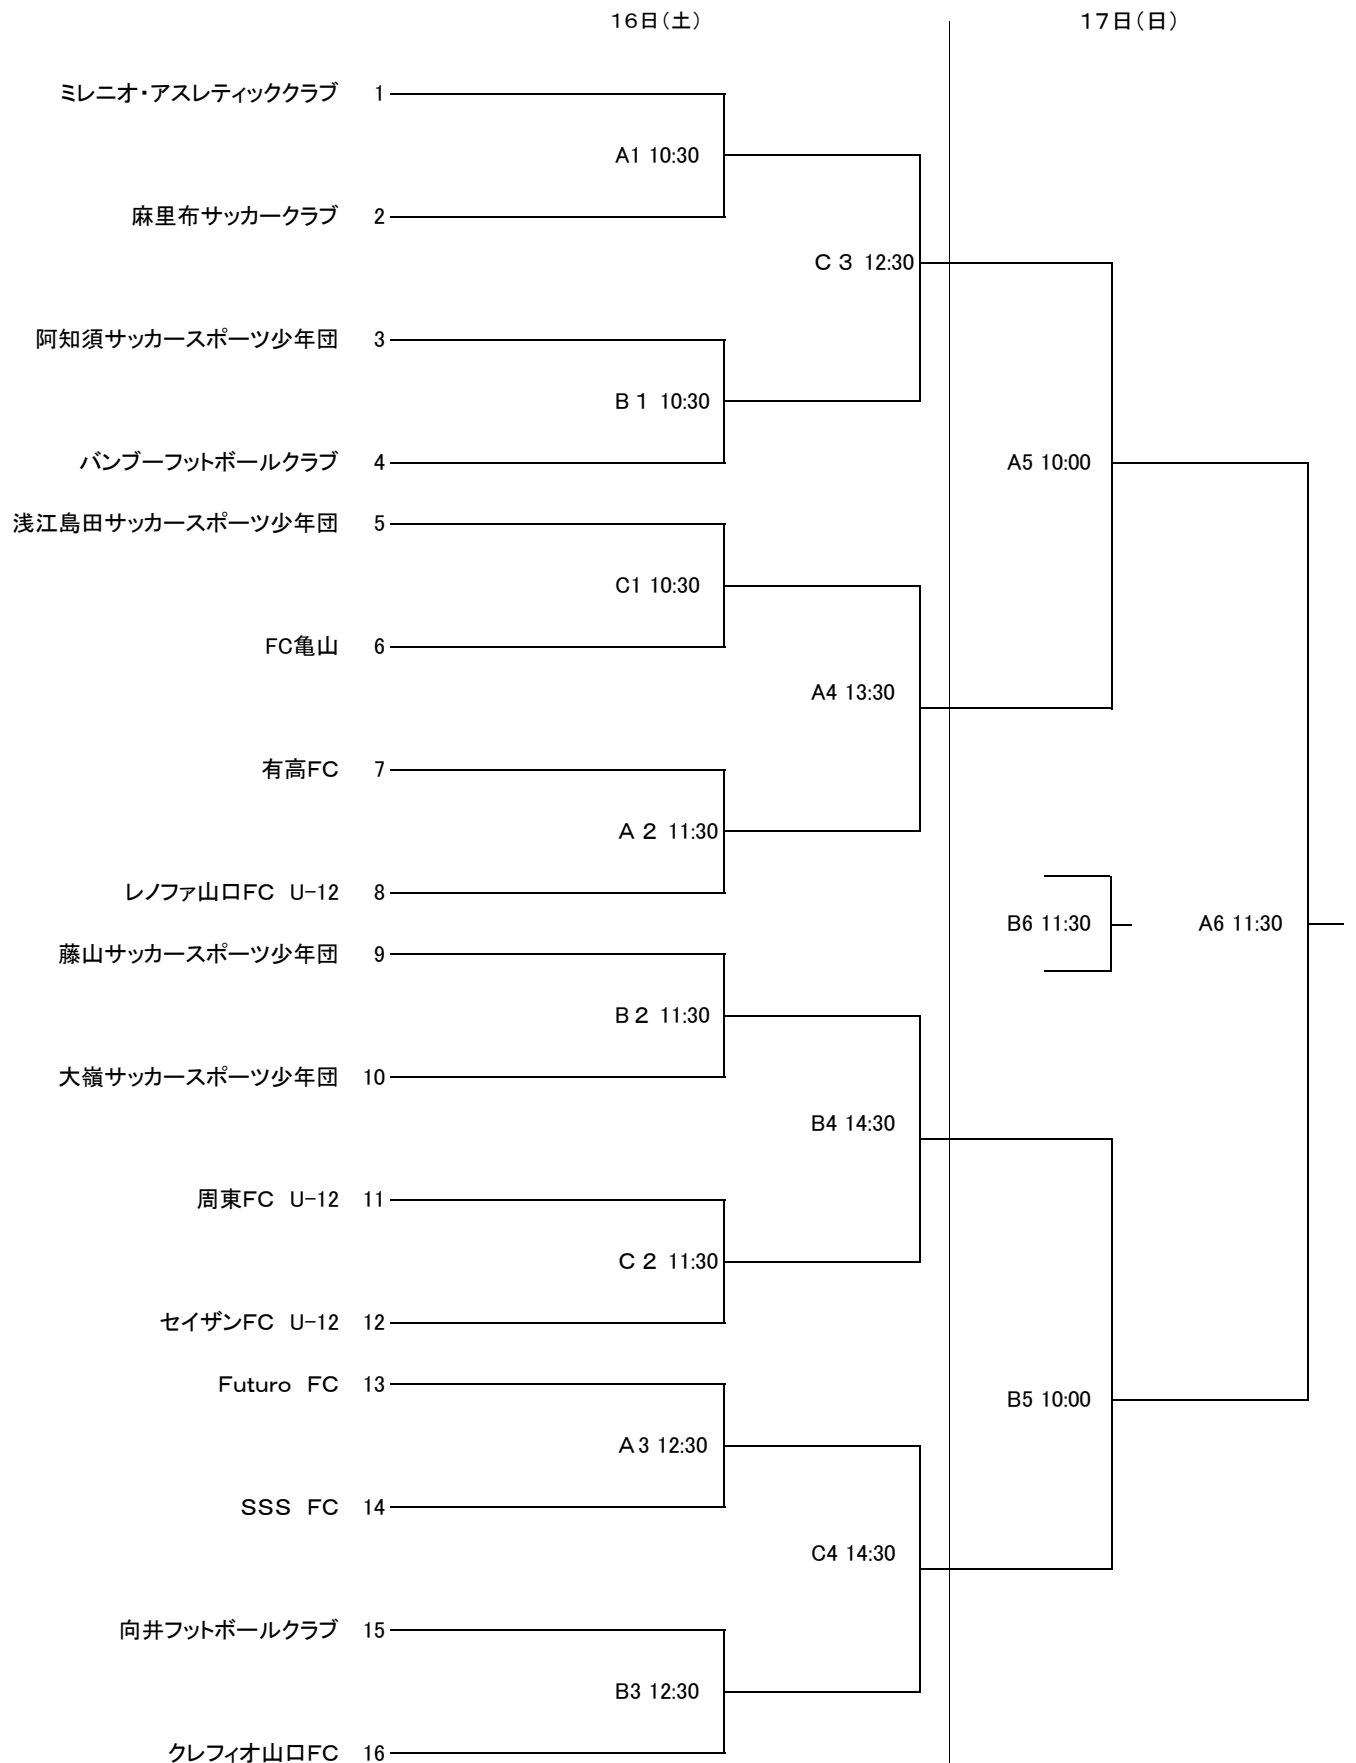 16日(土) 17日(日)
ミレニオ・アスレティッククラブ 1
A1 10:30
麻里布サッカークラブ 2
C 3 12:30
阿知須サッカースポーツ少年団 3
B 1 10:30
バンブーフットボールクラブ 4
A5 10:00
浅江島田サッカースポーツ少年団 5
C1 10:30
FC亀山 6
A4 13:30
有高FC 7
A 2 11:30
レノファ山口FC U-12 8
B6 11:30
A6 11:30
藤山サッカースポーツ少年団 9
B 2 11:30
大嶺サッカースポーツ少年団 10
B4 14:30
周東FC U-12 11
C 2 11:30
セイザンFC U-12 12
Futuro FC 13
B5 10:00
A 3 12:30
SSS FC 14
C4 14:30
向井フットボールクラブ 15
B3 12:30
クレフィオ山口FC 16